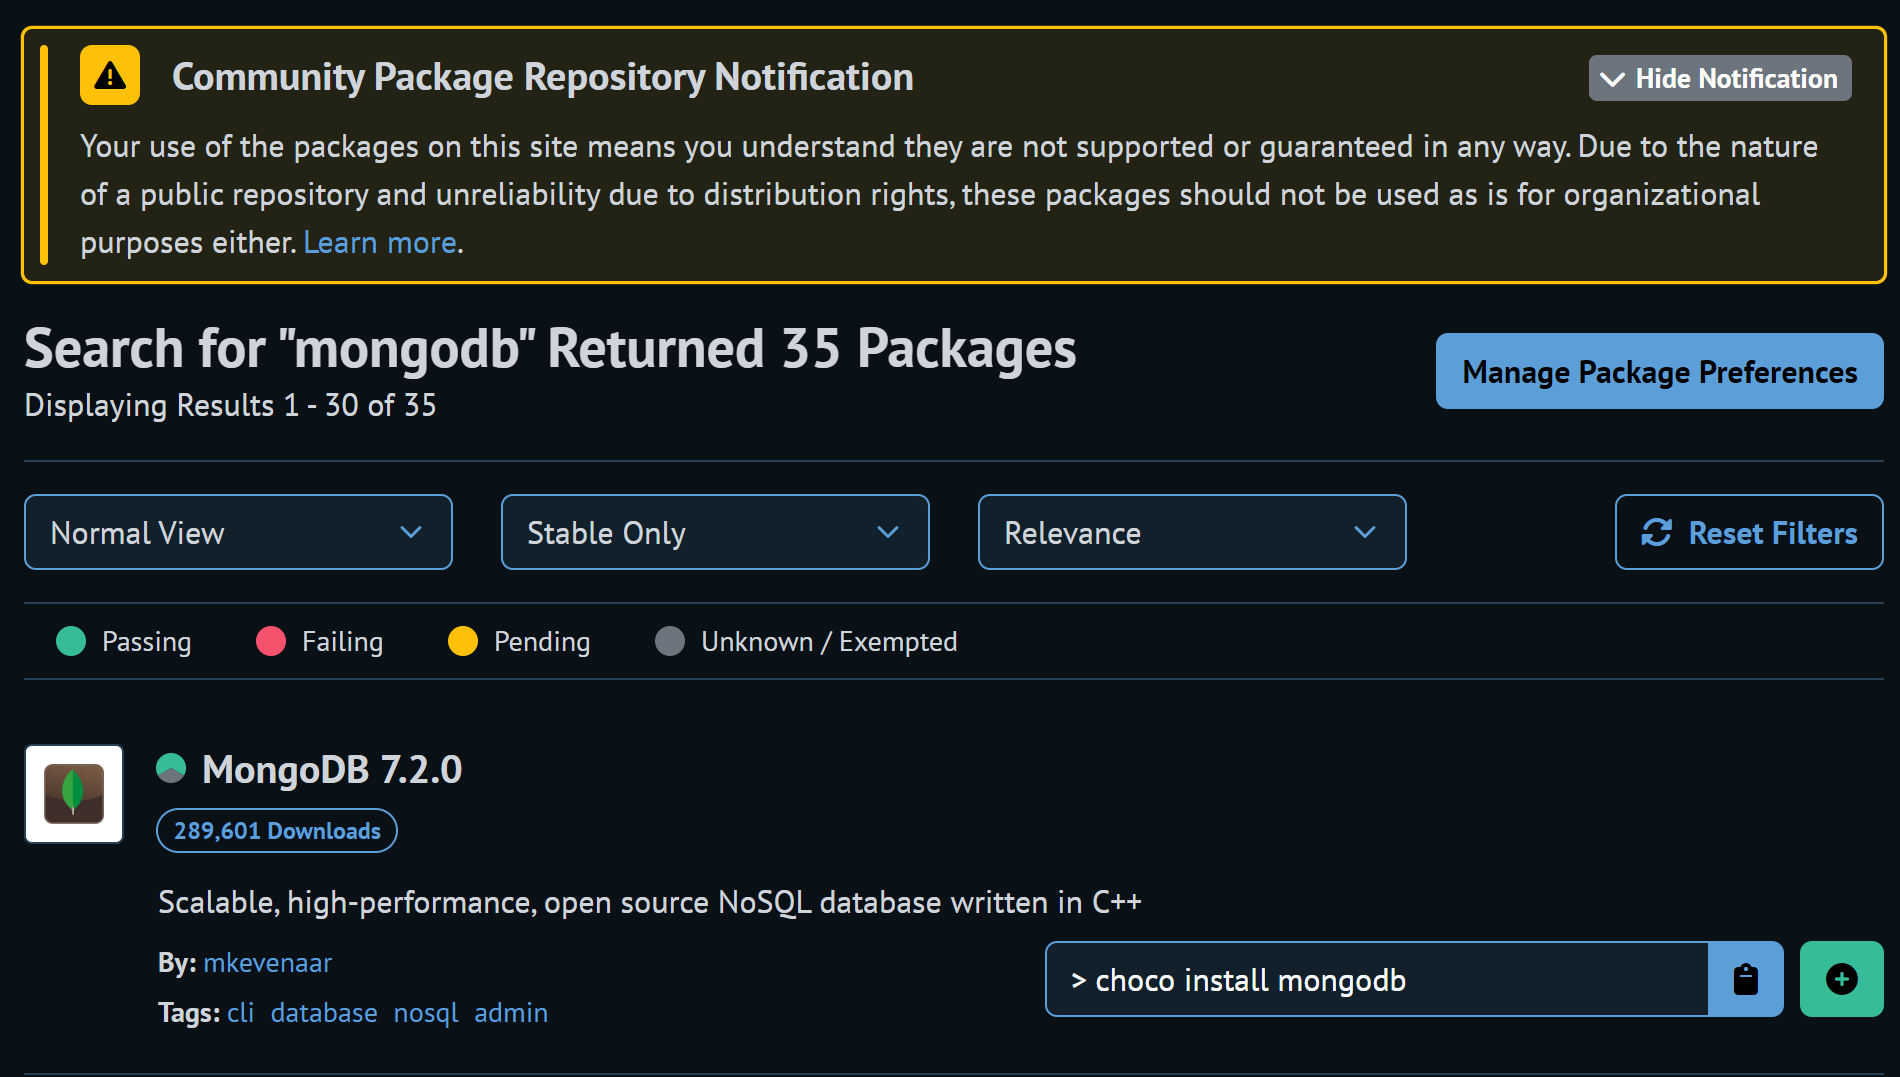 Community Package Repository Notification
Hide Notification
Your use of the packages on this site means you understand they are not supported or guaranteed in any way. Due to the nature
of a public repository and unreliability due to distribution rights, these packages should not be used as is for organizational
purposes either. Learn more.
Search for "mongodb" Returned 35 Packages
Displaying Results 1 - 30 of 35
Manage Package Preferences
Normal View
Stable Only
Relevance
Reset Filters
Passing
Failing
Pending
Unknown / Exempted
MongoDB 7.2.0
289,601 Downloads
Scalable, high-performance, open source NoSQL database written in C++
By: mkevenaar
> choco install mongodb
Tags: cli database nosql admin